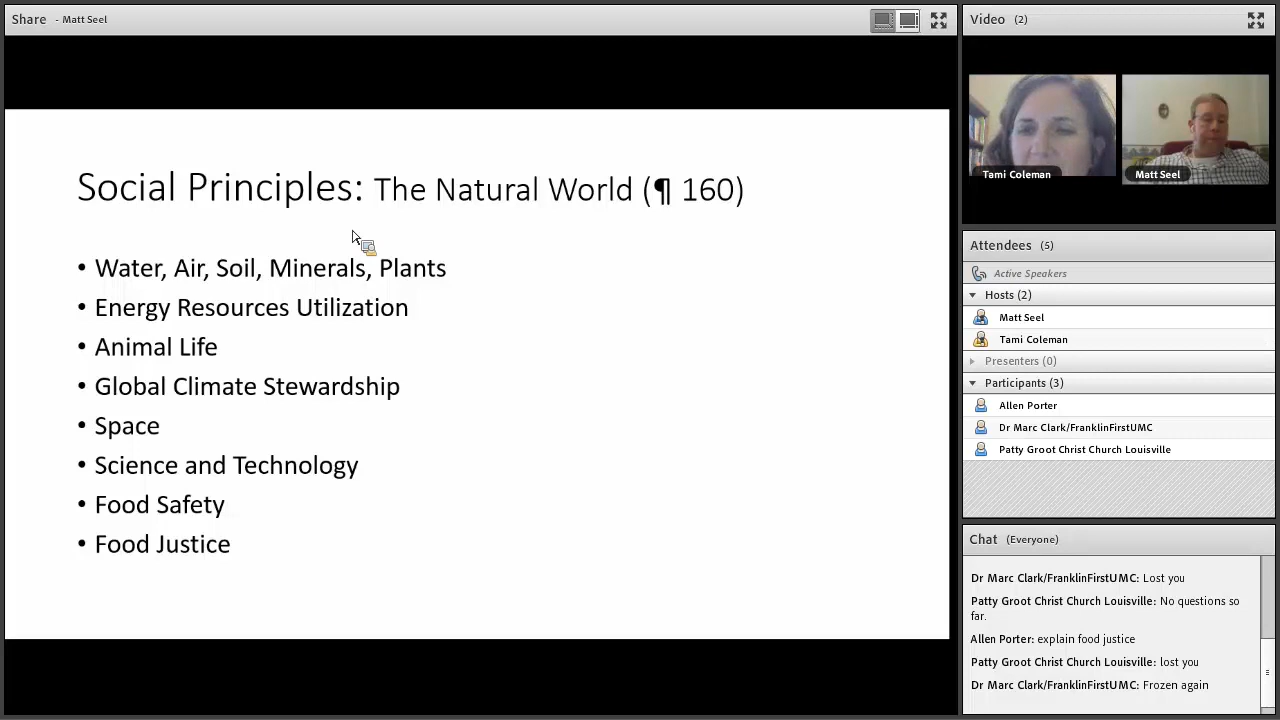 Share - Matt Seel
Social Principles: The Natural World (¶ 160)
• Water, Air, Soil, Minerals, Plants
• Energy Resources Utilization
• Animal Life
• Global Climate Stewardship
• Space
• Science and Technology
• Food Safety
• Food Justice
Video (2)
Tami Coleman
Matt Seel
Attendees (5)
Active Speakers
Hosts (2)
Matt Seel
Tami Coleman
Presenters (0)
Participants (3)
Allen Porter
Dr Marc Clark/FranklinFirstUMC
Patty Groot Christ Church Louisville
Chat (Everyone)
Dr Marc Clark/FranklinFirstUMC: Lost you
Patty Groot Christ Church Louisville: No questions so
far.
Allen Porter: explain food justice
Patty Groot Christ Church Louisville: lost you
Dr Marc Clark/FranklinFirstUMC: Frozen again